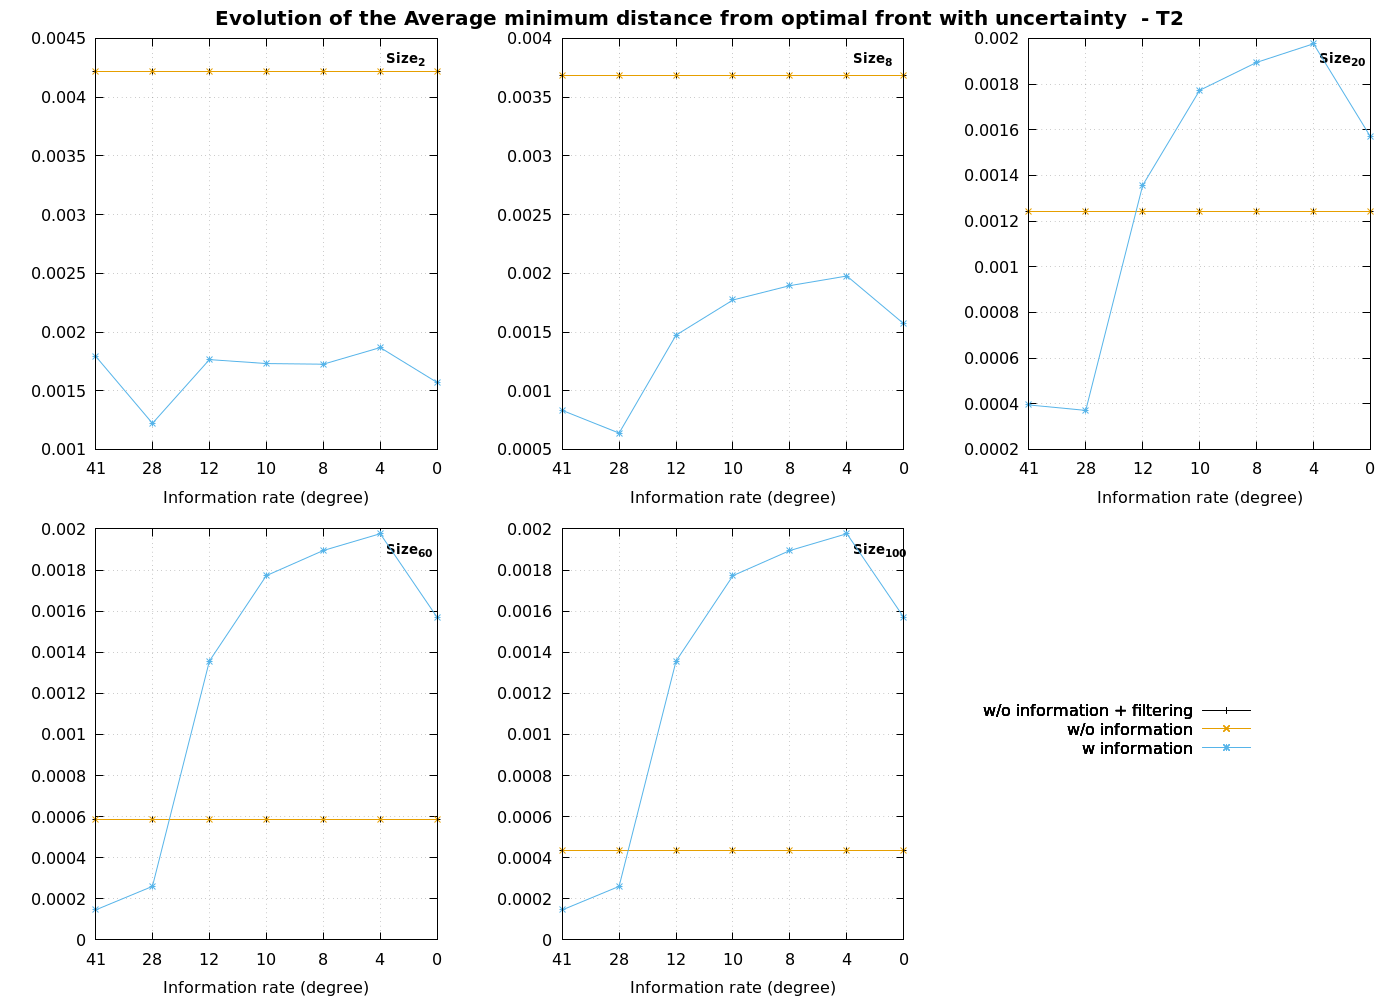 Evolution of the Average minimum distance from optimal front with uncertainty - T2
Size2
0.0045
0.004
0.0035
0.003
0.0025
0.002
0.0015
0.001
41 28 12 10 8 4 0
Information rate (degree)
Size8
0.004
0.0035
0.003
0.0025
0.002
0.0015
0.001
0.0005
41 28 12 10 8 4 0
Information rate (degree)
Size20
0.002
0.0018
0.0016
0.0014
0.0012
0.001
0.0008
0.0006
0.0004
0.0002
41 28 12 10 8 4 0
Information rate (degree)
Size60
0.002
0.0018
0.0016
0.0014
0.0012
0.001
0.0008
0.0006
0.0004
0.0002
0
41 28 12 10 8 4 0
Information rate (degree)
Size100
0.002
0.0018
0.0016
0.0014
0.0012
0.001
0.0008
0.0006
0.0004
0.0002
0
41 28 12 10 8 4 0
Information rate (degree)
w/o information + filtering
w/o information
w information